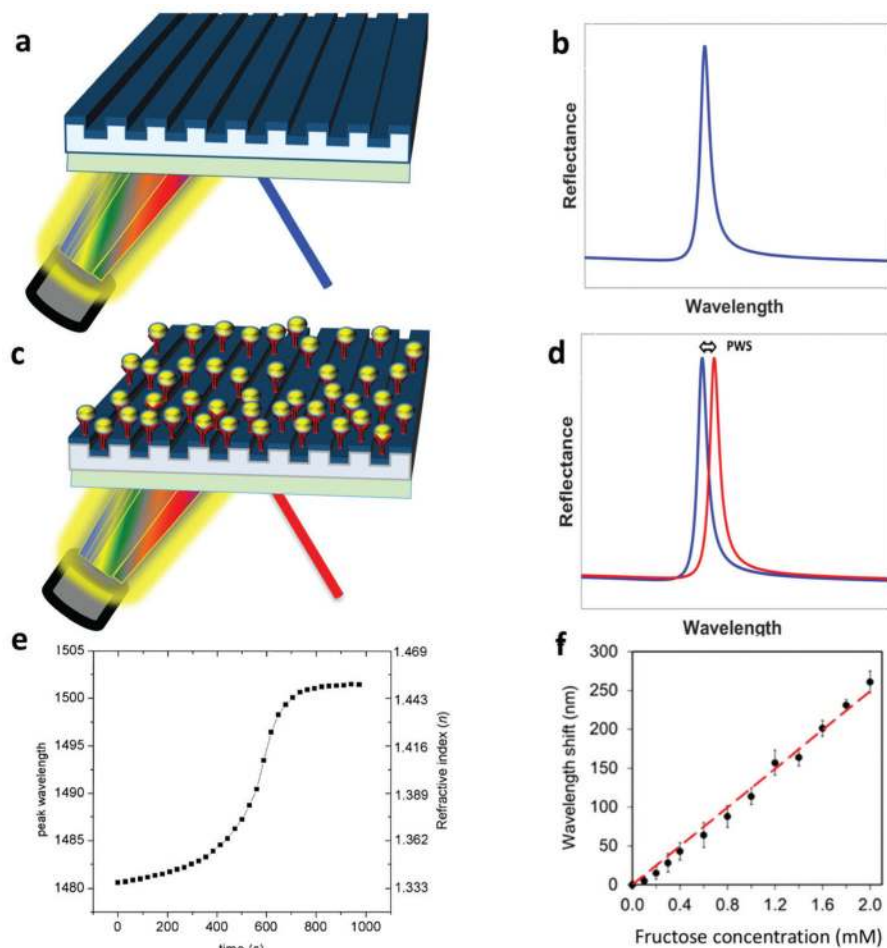 a
b
Reflectance
Wavelength
c
d
PWS
Reflectance
Wavelength
e
1505
1500
1495
1490
1485
1480
peak wavelength
1.469
1.443
1.416
1.389
1.362
1.333
Refractive index (n)
0 200 400 600 800 1000
f
300
250
200
150
100
50
0
Wavelength shift (nm)
0.0 0.4 0.8 1.2 1.6 2.0
Fructose concentration (mM)